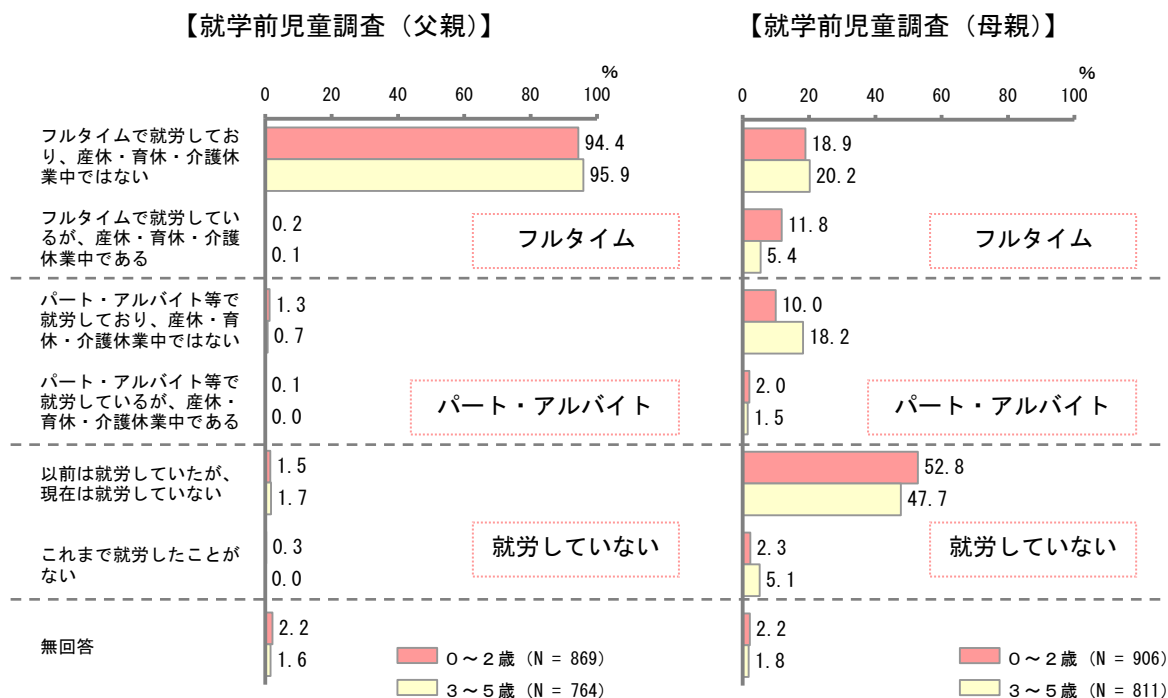 【就学前児童調査（父親）】
【就学前児童調査（母親）】
%
0 20 40 60 80 100
%
0 20 40 60 80 100
フルタイムで就労してお
り、産休・育休・介護休
業中ではない
94.4
95.9
18.9
20.2
フルタイムで就労してい
るが、産休・育休・介護
休業中である
0.2
0.1
フルタイム
11.8
5.4
フルタイム
パート・アルバイト等で
就労しており、産休・育
休・介護休業中ではない
1.3
0.7
10.0
18.2
パート・アルバイト等で
就労しているが、産休・
育休・介護休業中である
0.1
0.0
パート・アルバイト
2.0
1.5
パート・アルバイト
以前は就労していたが、
現在は就労していない
1.5
1.7
52.8
47.7
これまで就労したことが
ない
0.3
0.0
就労していない
2.3
5.1
就労していない
無回答
2.2
1.6
0～2歳 (N = 869)
3～5歳 (N = 764)
2.2
1.8
0～2歳 (N = 906)
3～5歳 (N = 811)